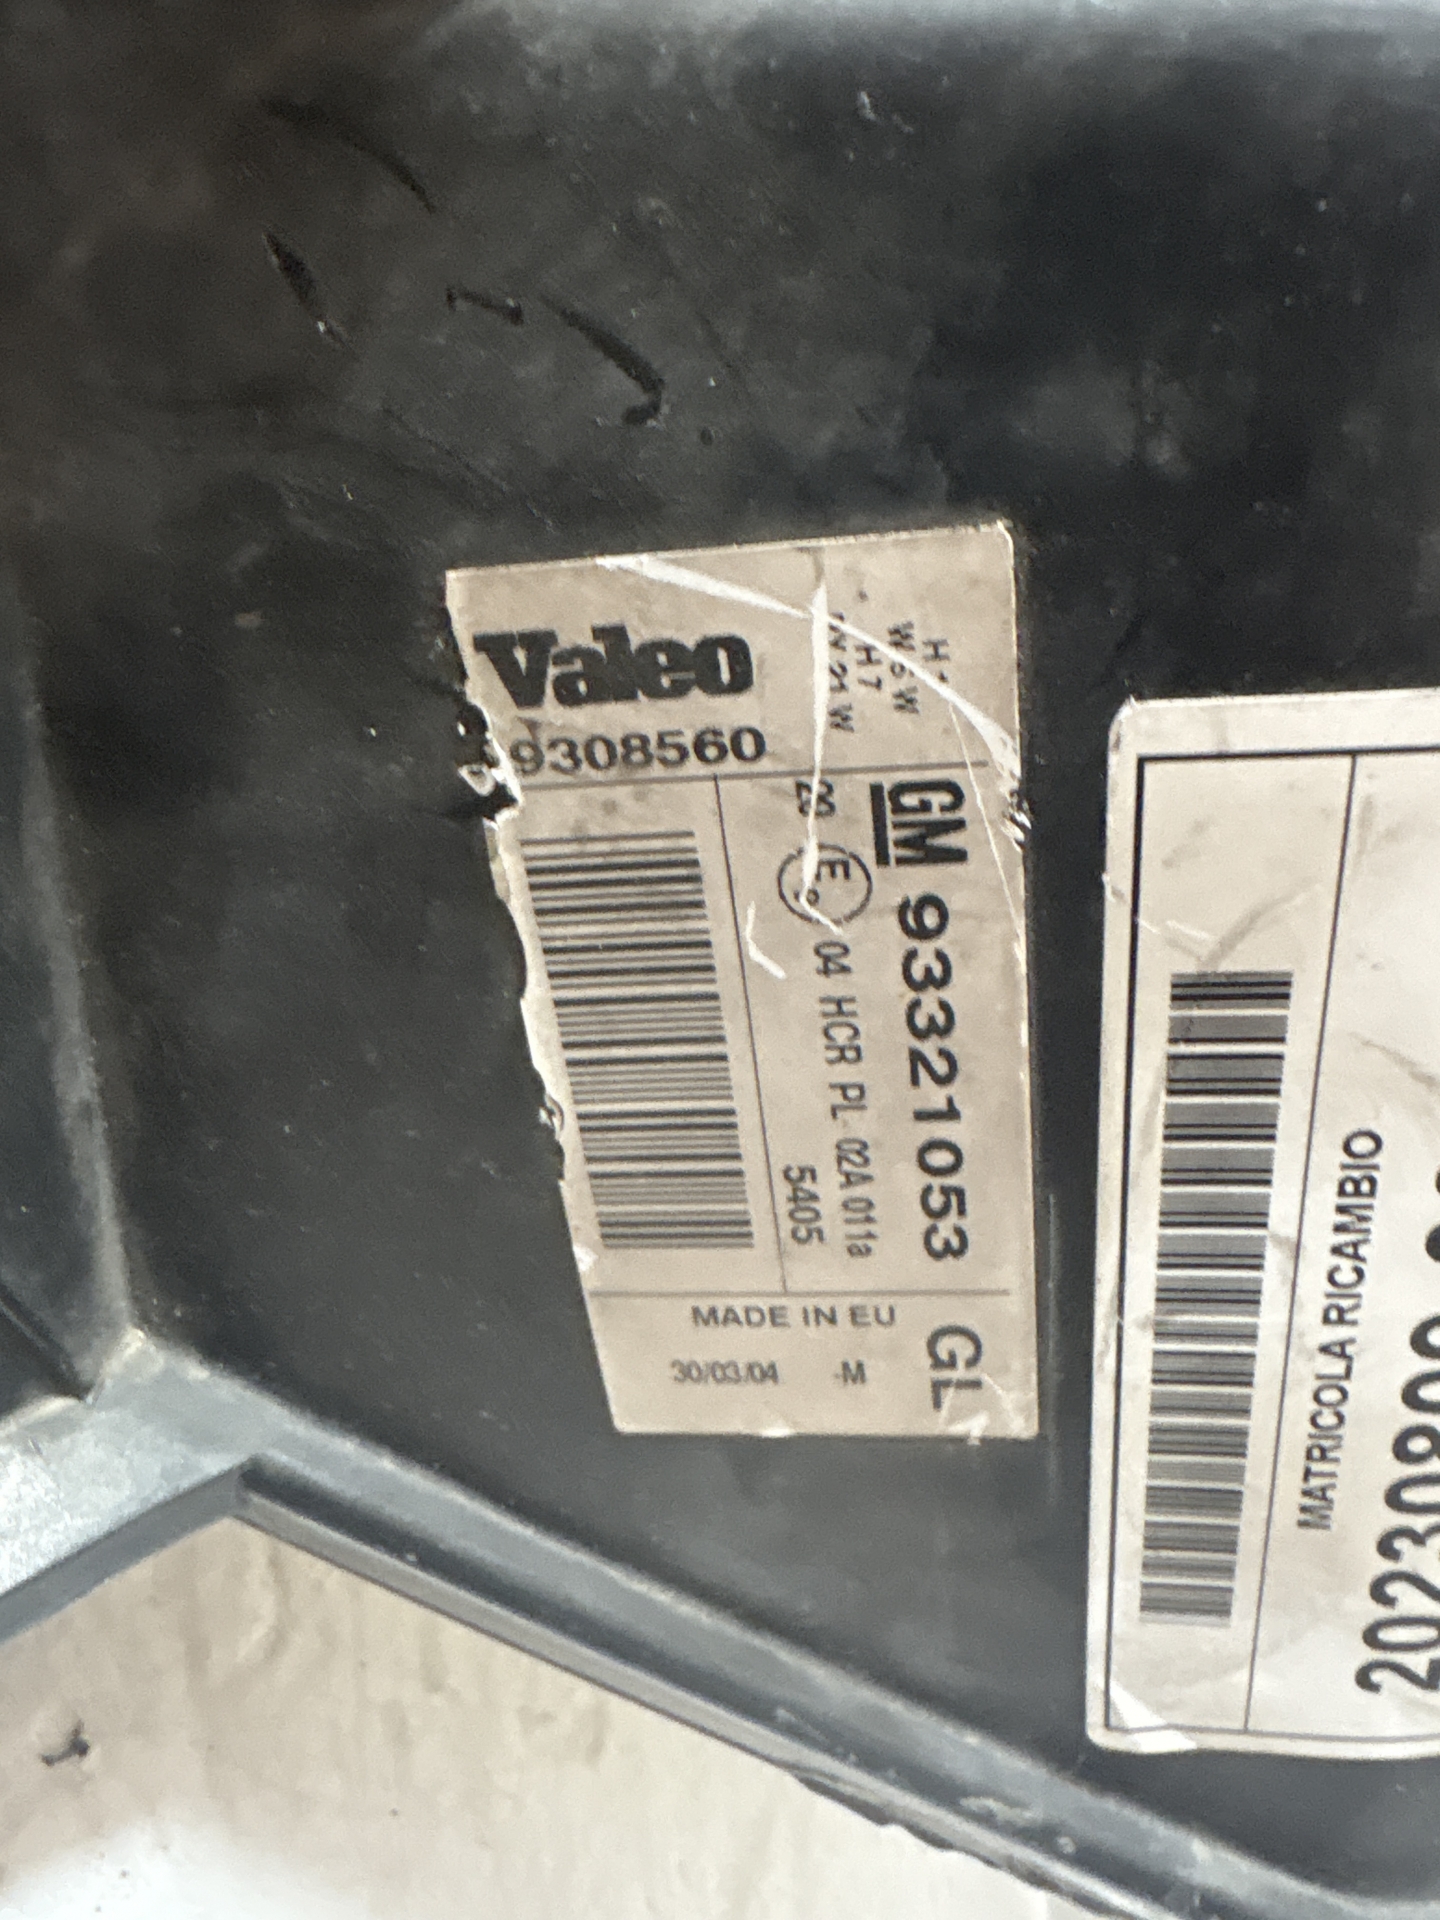 Valeo
9308560
H7
W5W
GM 93321053 GL
04 HCR PL 02A 011a
5405
MADE IN EU
30/03/04 -M
MATRICOLA RICAMBIO